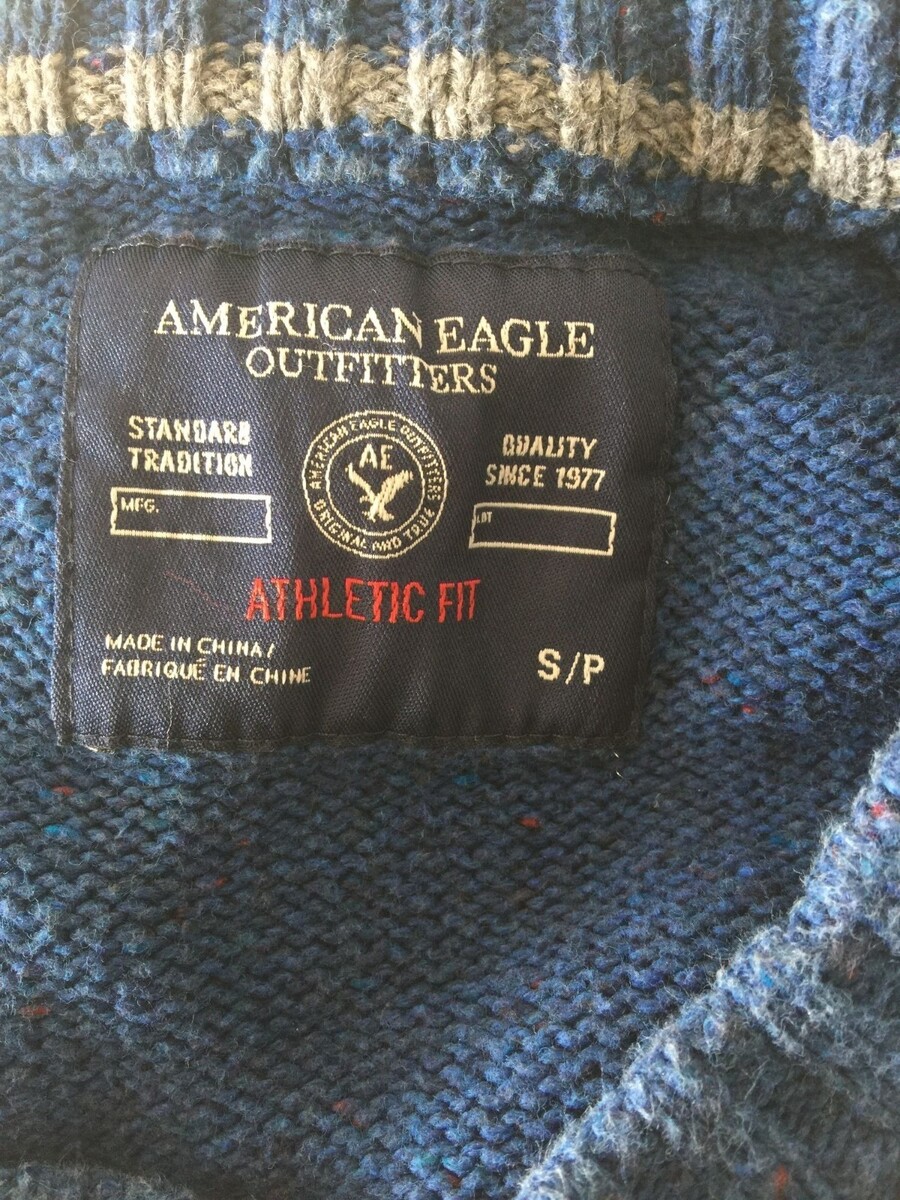 AMERICAN EAGLE
OUTFITTERS
STANDARD
TRADITION
MFG.
AMERICAN EAGLE OUTFITTERS
AE
ORIGINAL AND TRUE
QUALITY
SINCE 1977
LOT
ATHLETIC FIT
MADE IN CHINA/
FABRIQUÉ EN CHINE
S/P